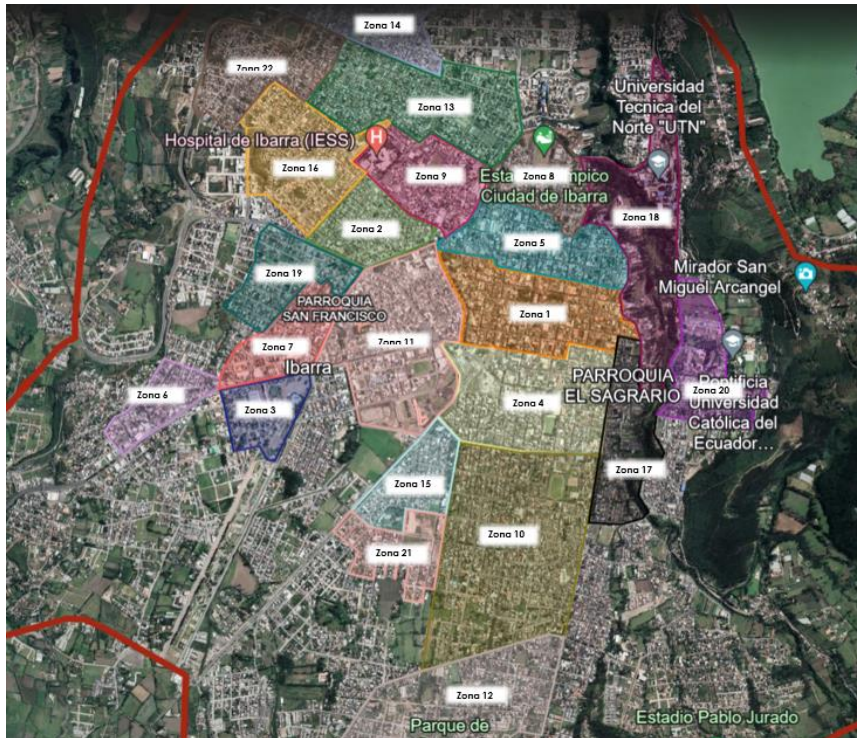 Zona 14
Zona 22
Zona 13
Universidad
Tecnica del
Norte "UTN"
Hospital de Ibarra (IESS)
H
Zona 16
Zona 9
Zona 8
Ciudad de Ibarra
Zona 18
Zona 2
Zona 5
Zona 19
Mirador San
Miguel Arcangel
PARROQUIA
SAN FRANCISCO
Zona 1
Zona 11
Zona 7
Ibarra
PARROQUIA
EL SAGRARIO
Zona 6
Zona 3
Zona 4
Zona 20
Universidad
Católica del
Ecuador...
Zona 17
Zona 15
Zona 10
Zona 21
Zona 12
Parque de
Estadio Pablo Jurado